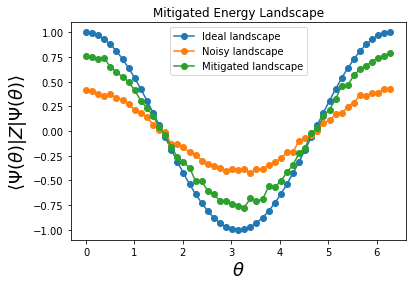 Mitigated Energy Landscape
Ideal landscape
Noisy landscape
Mitigated landscape
⟨Ψ(θ)|Z|Ψ(θ)⟩
1.00
0.75
0.50
0.25
0.00
−0.25
−0.50
−0.75
−1.00
0 1 2 3 4 5 6
θ